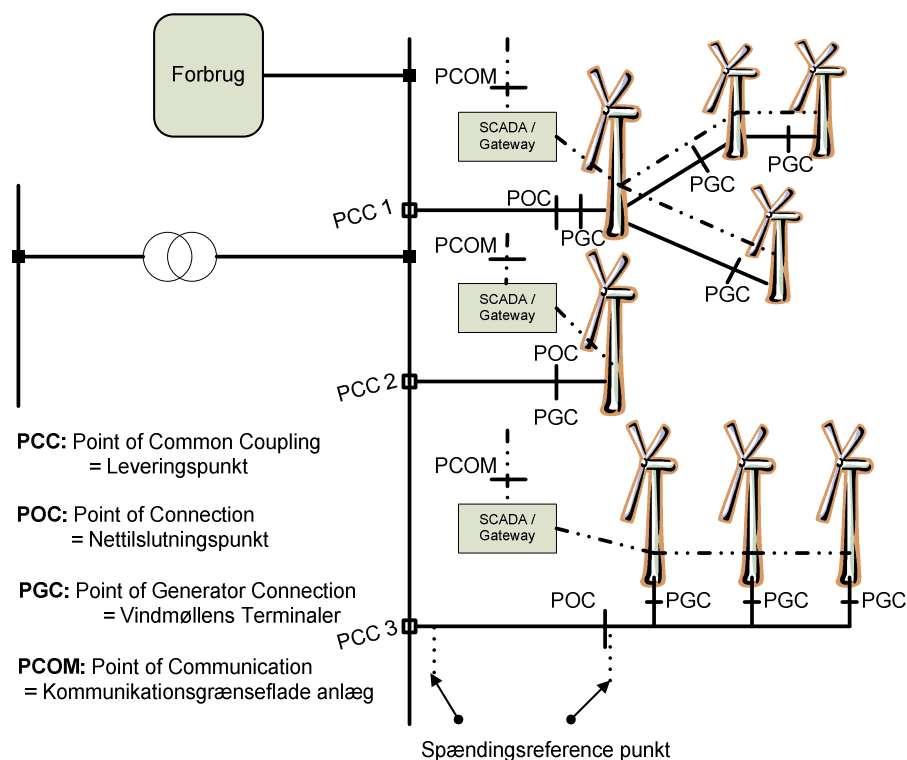 Forbrug
PCOM
SCADA /
Gateway
PGC
PGC
PCC 1
POC
PGC
PGC
PCOM
SCADA /
Gateway
POC
PCC 2
PGC
PCC: Point of Common Coupling
= Leveringspunkt
PCOM
POC: Point of Connection
= Nettilslutningspunkt
SCADA /
Gateway
PGC: Point of Generator Connection
= Vindmøllens Terminaler
POC
PGC
PGC
PGC
PCC 3
PCOM: Point of Communication
= Kommunikationsgrænseflade anlæg
Spændingsreference punkt